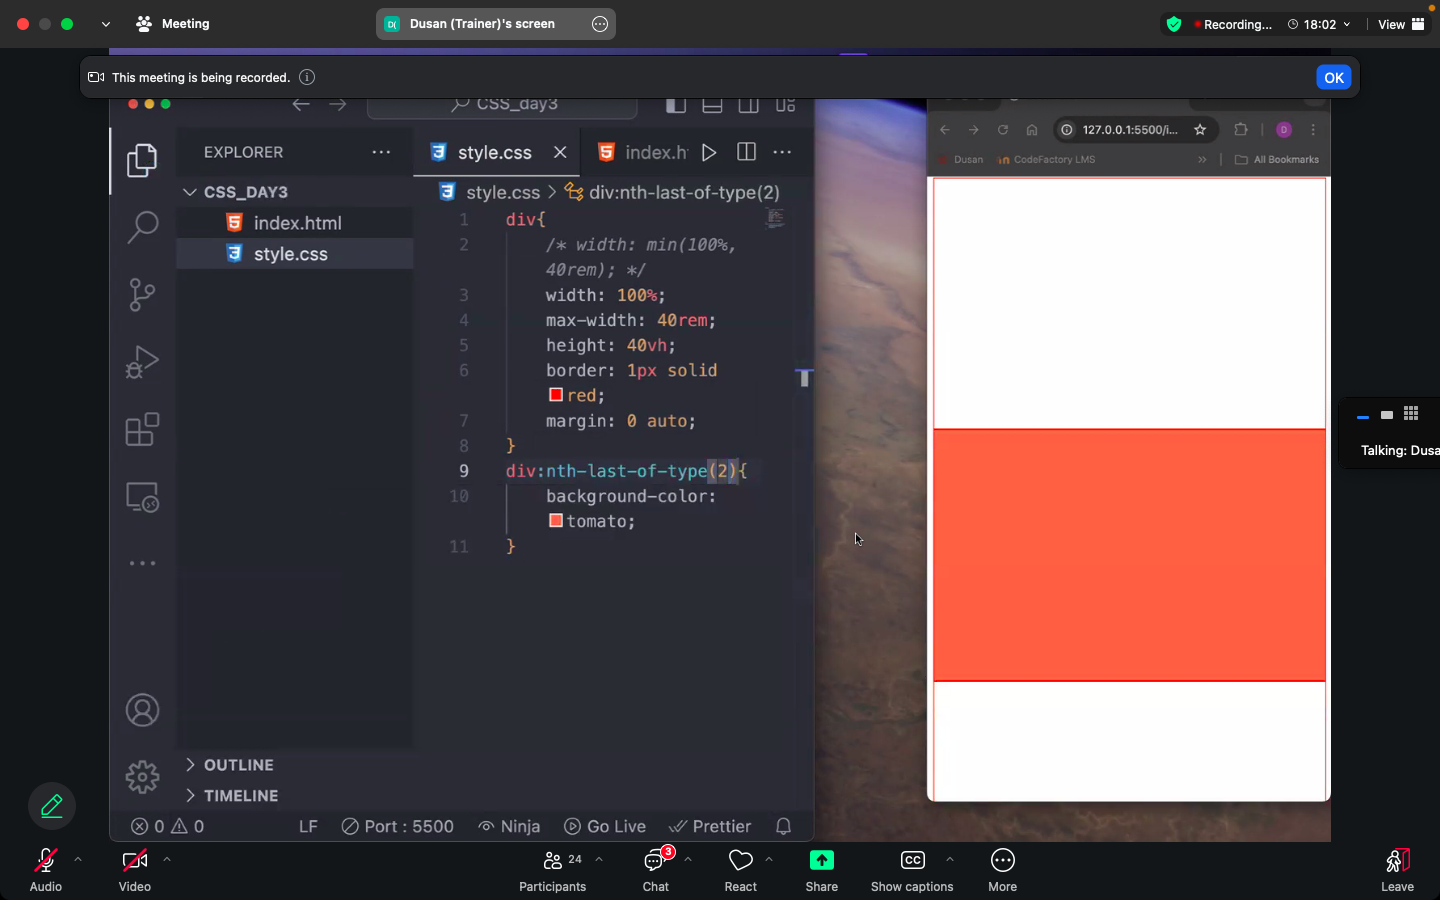 Meeting
D( Dusan (Trainer)'s screen
Recording...
18:02
View
This meeting is being recorded.
OK
CSS_day3
EXPLORER
style.css
index.h
127.0.0.1:5500/i...
D
Dusan
CodeFactory LMS
All Bookmarks
CSS_DAY3
index.html
style.css
style.css > div:nth-last-of-type(2)
1 div{
2 /* width: min(100%,
40rem); */
3 width: 100%;
4 max-width: 40rem;
5 height: 40vh;
6 border: 1px solid
red;
7 margin: 0 auto;
8 }
9 div:nth-last-of-type(2){
10 background-color:
tomato;
11 }
Talking: Dusa
OUTLINE
TIMELINE
0 0
LF
Port : 5500
Ninja
Go Live
Prettier
Audio
Video
24
Participants
3
Chat
React
Share
CC
Show captions
More
Leave